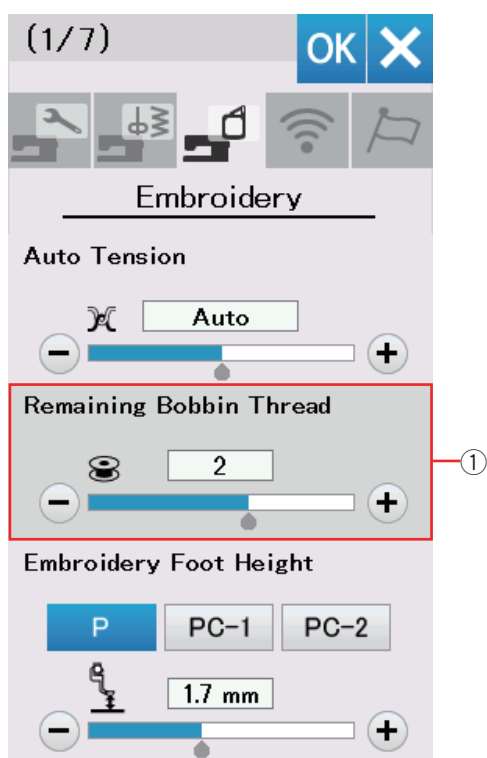 (1/7)
OK
Embroidery
Auto Tension
Auto
Remaining Bobbin Thread
2
①
Embroidery Foot Height
P PC-1 PC-2
1.7 mm